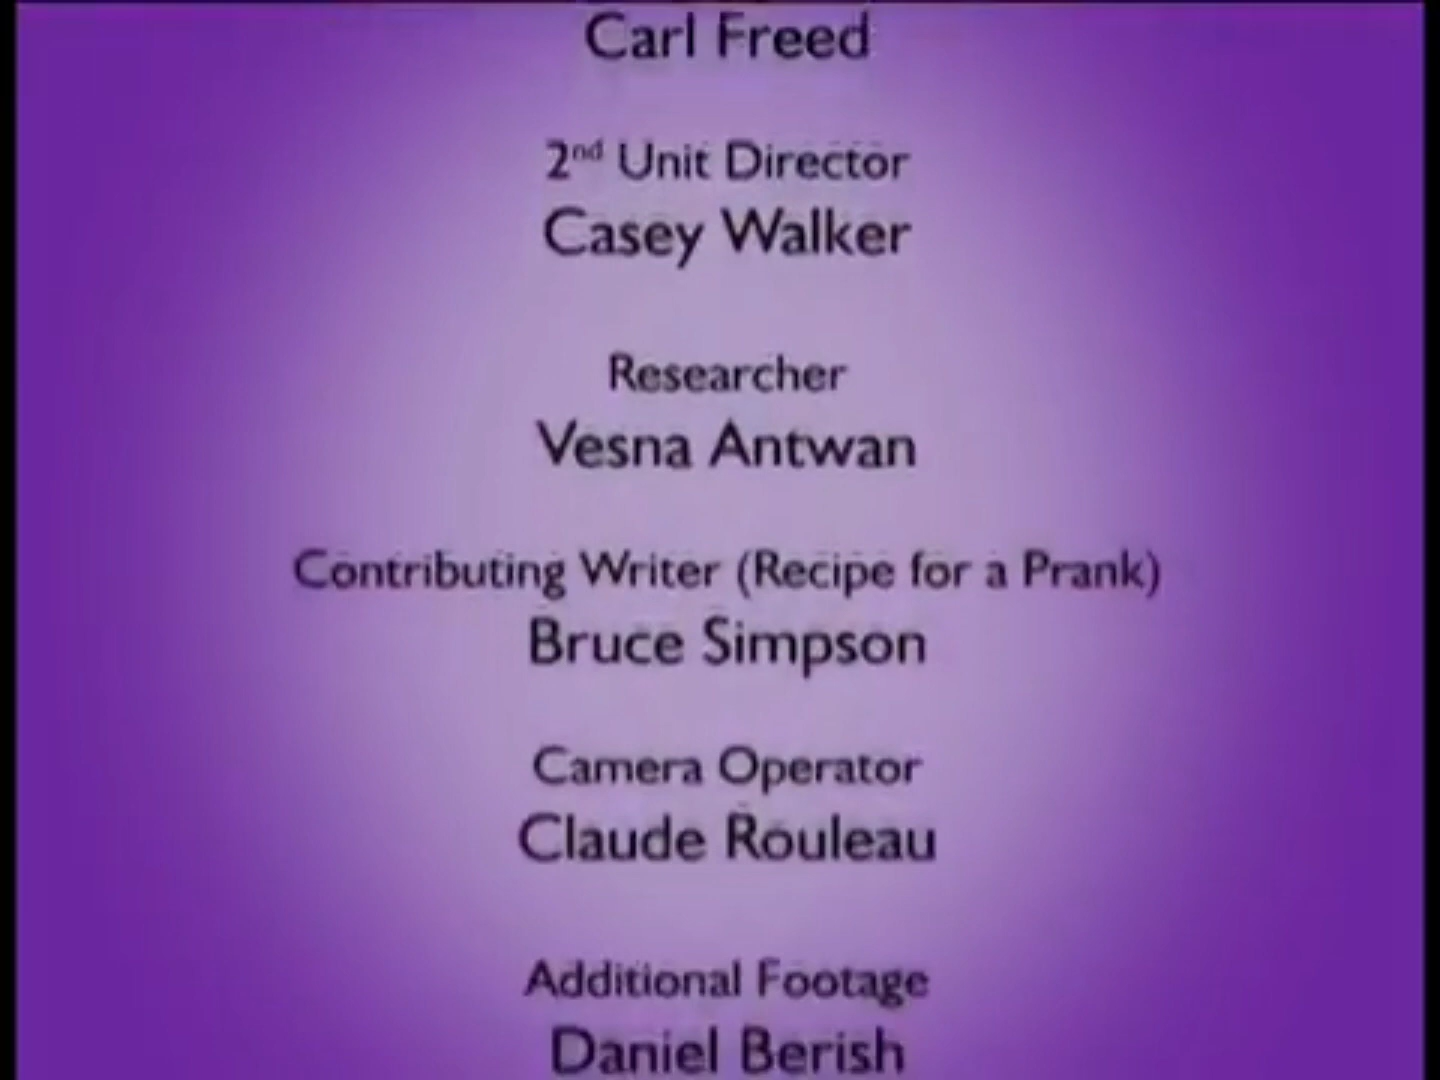 Carl Freed
2nd Unit Director
Casey Walker
Researcher
Vesna Antwan
Contributing Writer (Recipe for a Prank)
Bruce Simpson
Camera Operator
Claude Rouleau
Additional Footage
Daniel Berish